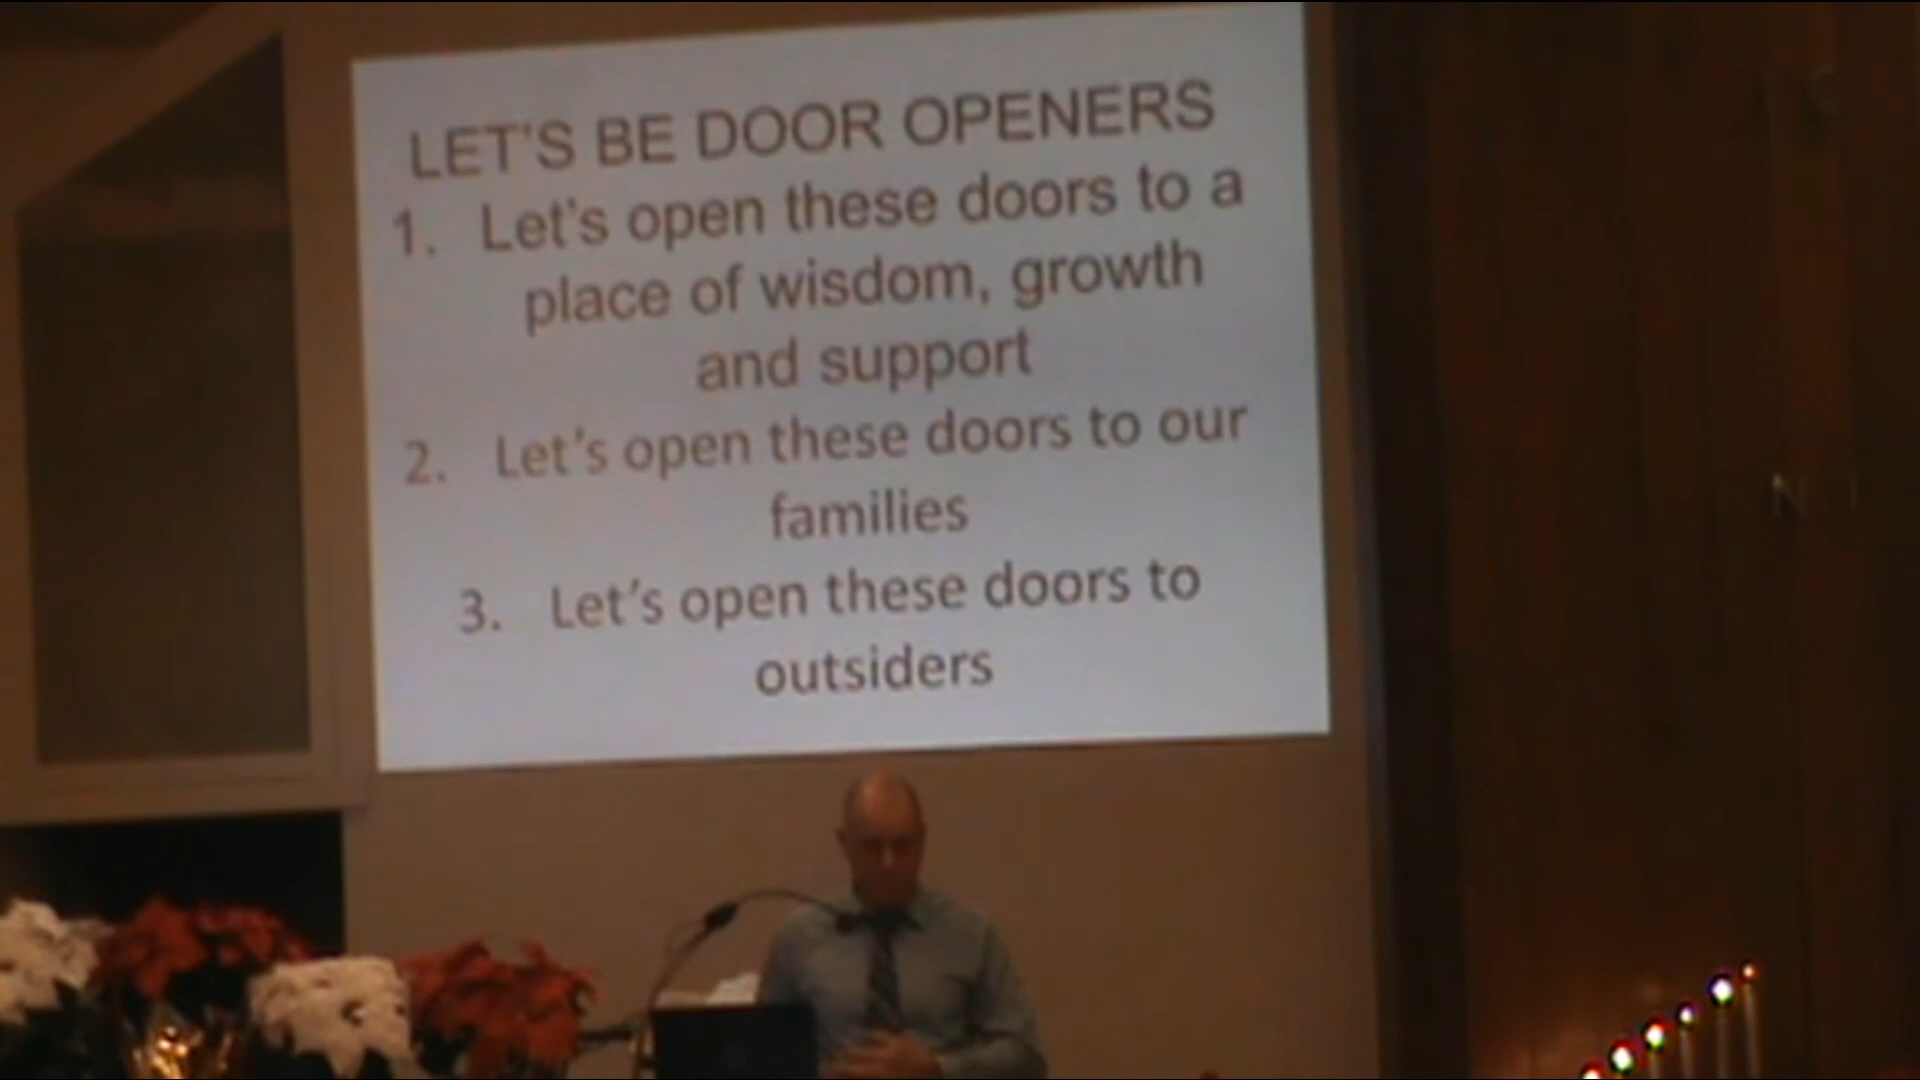 LET'S BE DOOR OPENERS
1. Let's open these doors to a
place of wisdom, growth
and support
2. Let's open these doors to our
families
3. Let's open these doors to
outsiders